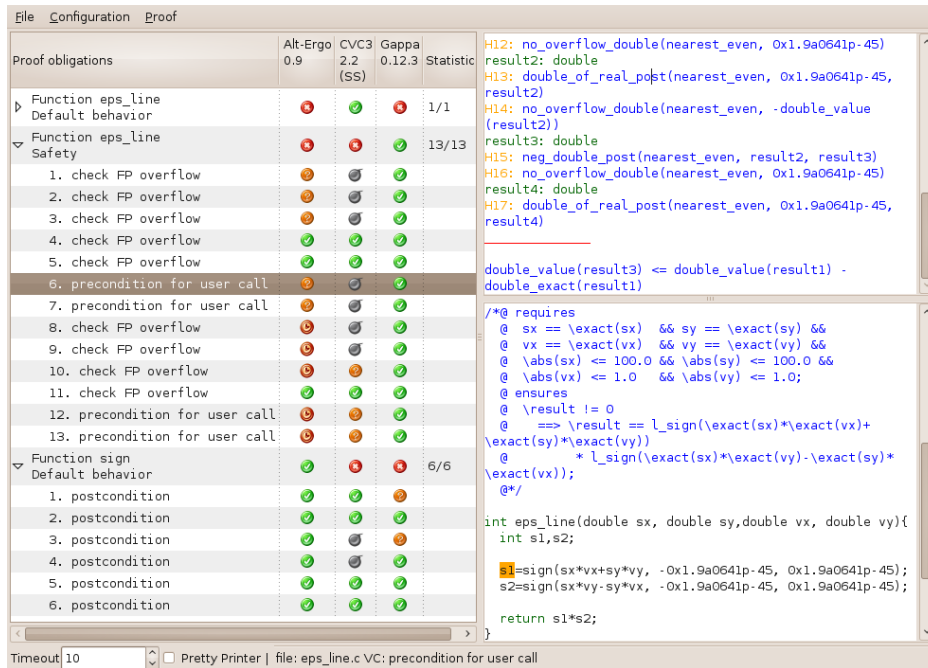 File Configuration Proof
Proof obligations
Alt-Ergo 0.9
CVC3 2.2 (SS)
Gappa 0.12.3
Statistic
Function eps_line
Default behavior
1/1
Function eps_line
Safety
13/13
1. check FP overflow
2. check FP overflow
3. check FP overflow
4. check FP overflow
5. check FP overflow
6. precondition for user call
7. precondition for user call
8. check FP overflow
9. check FP overflow
10. check FP overflow
11. check FP overflow
12. precondition for user call
13. precondition for user call
Function sign
Default behavior
6/6
1. postcondition
2. postcondition
3. postcondition
4. postcondition
5. postcondition
6. postcondition
H12: no_overflow_double(nearest_even, 0x1.9a0641p-45)
result2: double
H13: double_of_real_post(nearest_even, 0x1.9a0641p-45,
result2)
H14: no_overflow_double(nearest_even, -double_value
(result2))
result3: double
H15: neg_double_post(nearest_even, result2, result3)
H16: no_overflow_double(nearest_even, 0x1.9a0641p-45)
result4: double
H17: double_of_real_post(nearest_even, 0x1.9a0641p-45,
result4)
double_value(result3) <= double_value(result1) -
double_exact(result1)
/*@ requires
@ sx == \exact(sx) && sy == \exact(sy) &&
@ vx == \exact(vx) && vy == \exact(vy) &&
@ \abs(sx) <= 100.0 && \abs(sy) <= 100.0 &&
@ \abs(vx) <= 1.0 && \abs(vy) <= 1.0;
@ ensures
@ \result != 0
@ ==> \result == l_sign(\exact(sx)*\exact(vx)+
\exact(sy)*\exact(vy))
@ * l_sign(\exact(sx)*\exact(vy)-\exact(sy)*
\exact(vx));
@*/
int eps_line(double sx, double sy,double vx, double vy){
int s1,s2;
s1=sign(sx*vx+sy*vy, -0x1.9a0641p-45, 0x1.9a0641p-45);
s2=sign(sx*vy-sy*vx, -0x1.9a0641p-45, 0x1.9a0641p-45);
return s1*s2;
}
Timeout 10 Pretty Printer | file: eps_line.c VC: precondition for user call